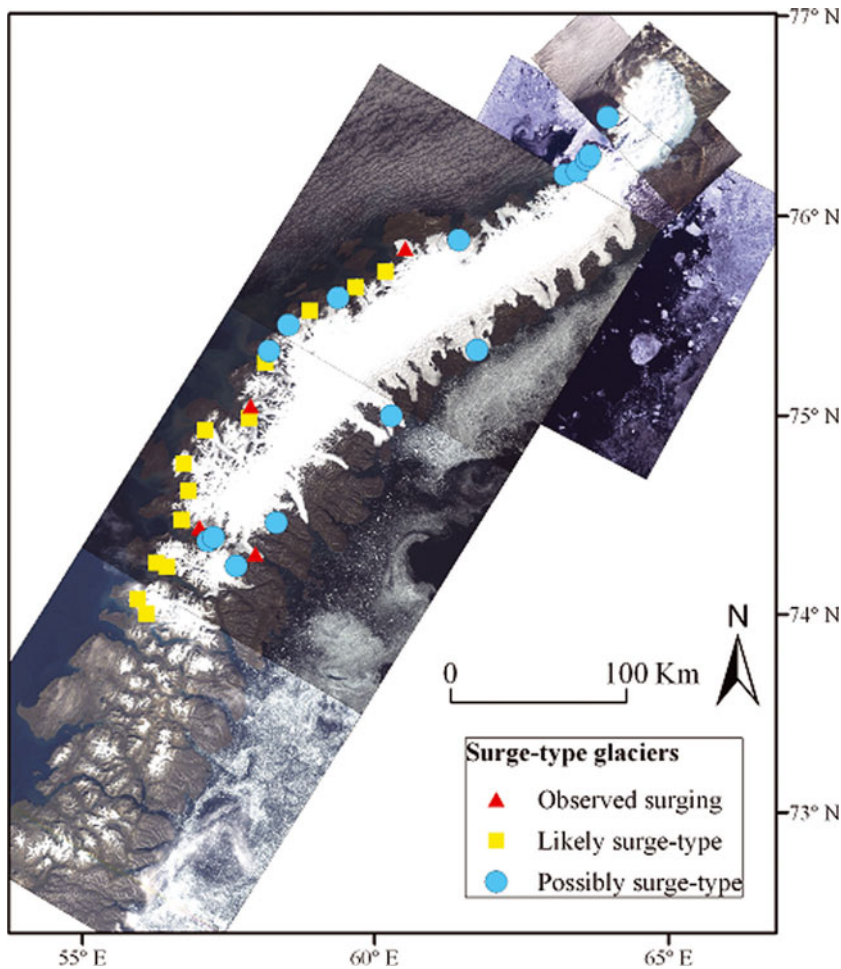 77° N
76° N
75° N
N
74° N
0 100 Km
Surge-type glaciers
Observed surging
Likely surge-type
Possibly surge-type
73° N
55° E 60° E 65° E